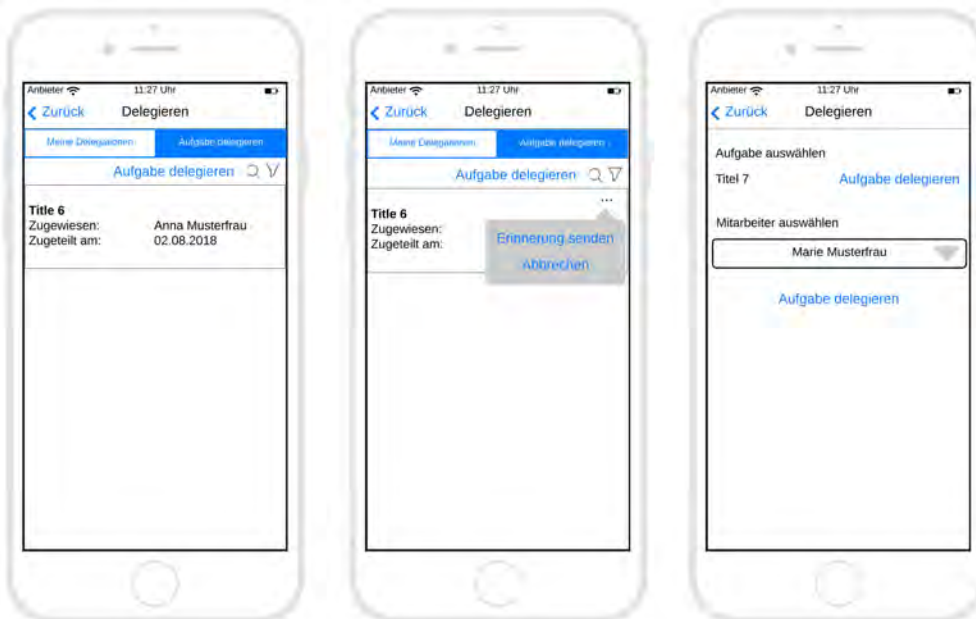 Anbieter 11:27 Uhr
Zurück Delegieren
Meine Delegationen Aufgabe delegieren
Aufgabe delegieren
Title 6
Zugewiesen: Anna Musterfrau
Zugeteilt am: 02.08.2018
Anbieter 11:27 Uhr
Zurück Delegieren
Meine Delegationen Aufgabe delegieren
Aufgabe delegieren
...
Title 6
Zugewiesen:
Zugeteilt am:
Erinnerung senden
Abbrechen
Anbieter 11:27 Uhr
Zurück Delegieren
Aufgabe auswählen
Titel 7 Aufgabe delegieren
Mitarbeiter auswählen
Marie Musterfrau
Aufgabe delegieren